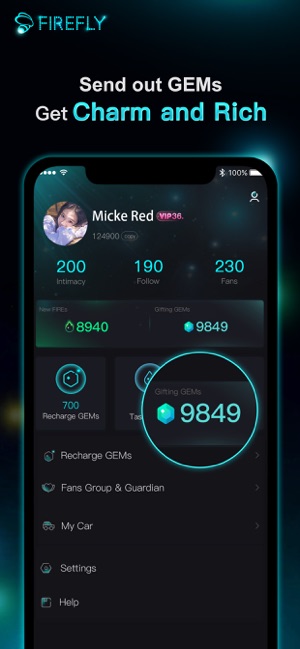 FIREFLY
Send out GEMs
Get Charm and Rich
100%
Micke Red VIP36.
124900 copy
200 190 230
Intimacy Follow Fans
New FIREs Gifting GEMs
8940 9849
Gifting GEMs
9849
700
Recharge GEMs Tas
Recharge GEMs
Fans Group & Guardian
My Car
Settings
Help